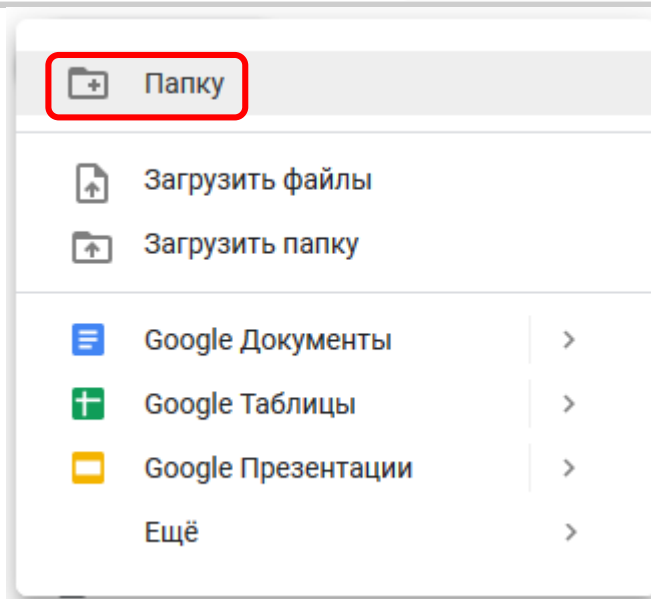 Папку
Загрузить файлы
Загрузить папку
Google Документы
Google Таблицы
Google Презентации
Ещё